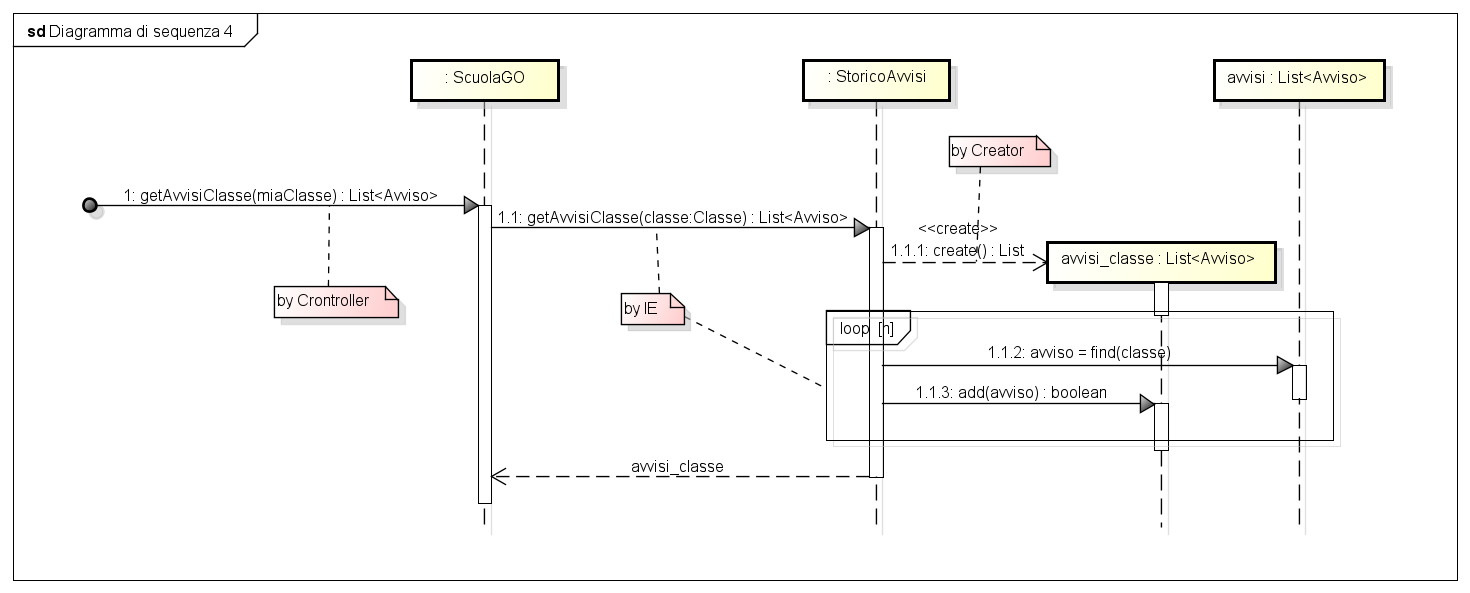 sd Diagramma di sequenza 4
: ScuolaGO
: StoricoAvvisi
avvisi : List<Avviso>
by Creator
1: getAvvisiClasse(miaClasse) : List<Avviso>
1.1: getAvvisiClasse(classe:Classe) : List<Avviso>
<<create>>
1.1.1: create() : List
avvisi_classe : List<Avviso>
by Crontroller
by IE
loop [n]
1.1.2: avviso = find(classe)
1.1.3: add(avviso) : boolean
avvisi_classe